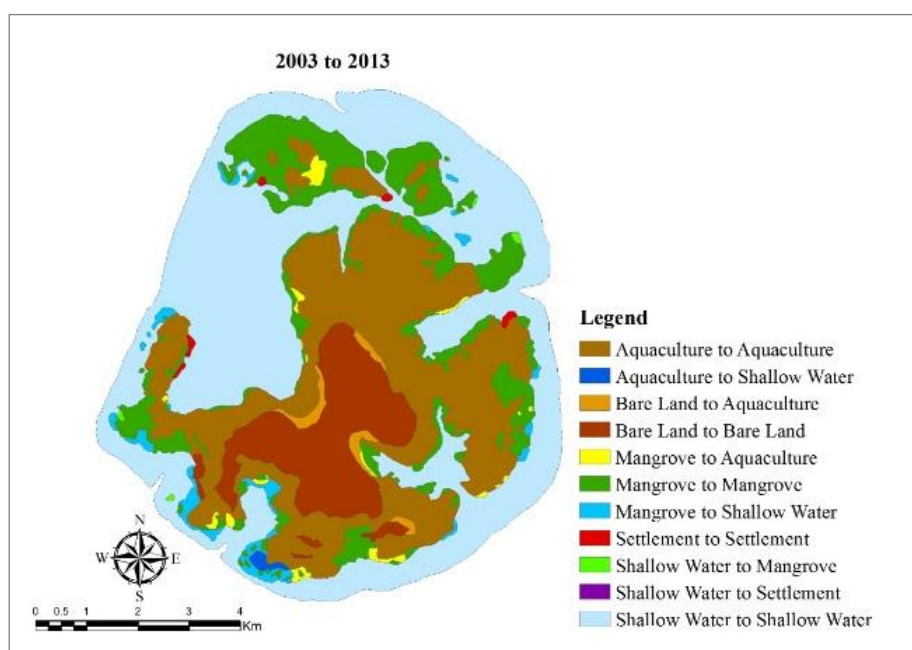 2003 to 2013
Legend
Aquaculture to Aquaculture
Aquaculture to Shallow Water
Bare Land to Aquaculture
Bare Land to Bare Land
Mangrove to Aquaculture
Mangrove to Mangrove
Mangrove to Shallow Water
Settlement to Settlement
Shallow Water to Mangrove
Shallow Water to Settlement
Shallow Water to Shallow Water
N
W E
S
0 0.5 1 2 3 4
Km